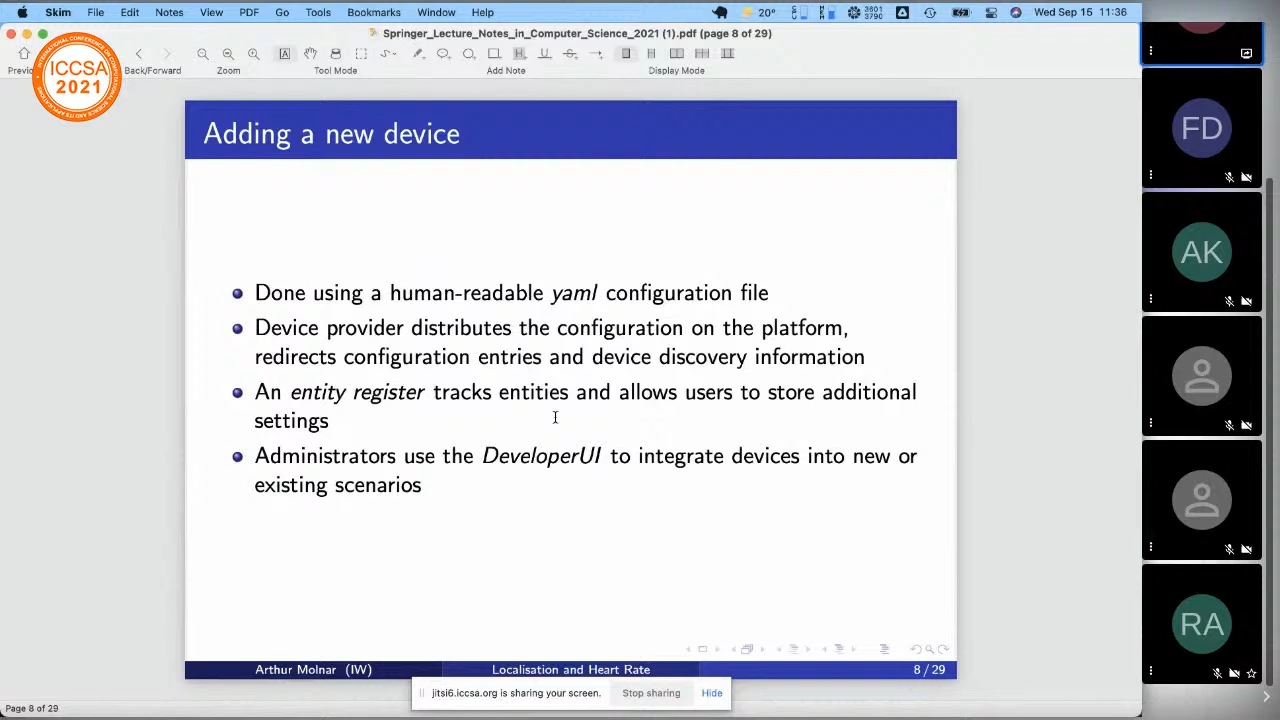 Skim File Edit Notes View PDF Go Tools Bookmarks Window Help 20° 3601 3790 Wed Sep 15 11:36
Springer_Lecture_Notes_in_Computer_Science_2021 (1).pdf (page 8 of 29)
Previ Back/Forward Zoom Tool Mode Add Note Display Mode
ICCSA
2021
Adding a new device
Done using a human-readable yaml configuration file
Device provider distributes the configuration on the platform,
redirects configuration entries and device discovery information
An entity register tracks entities and allows users to store additional
settings
Administrators use the DeveloperUI to integrate devices into new or
existing scenarios
Arthur Molnar (IW) Localisation and Heart Rate 8 / 29
jitsi6.iccsa.org is sharing your screen. Stop sharing Hide
Page 8 of 29
FD
AK
RA